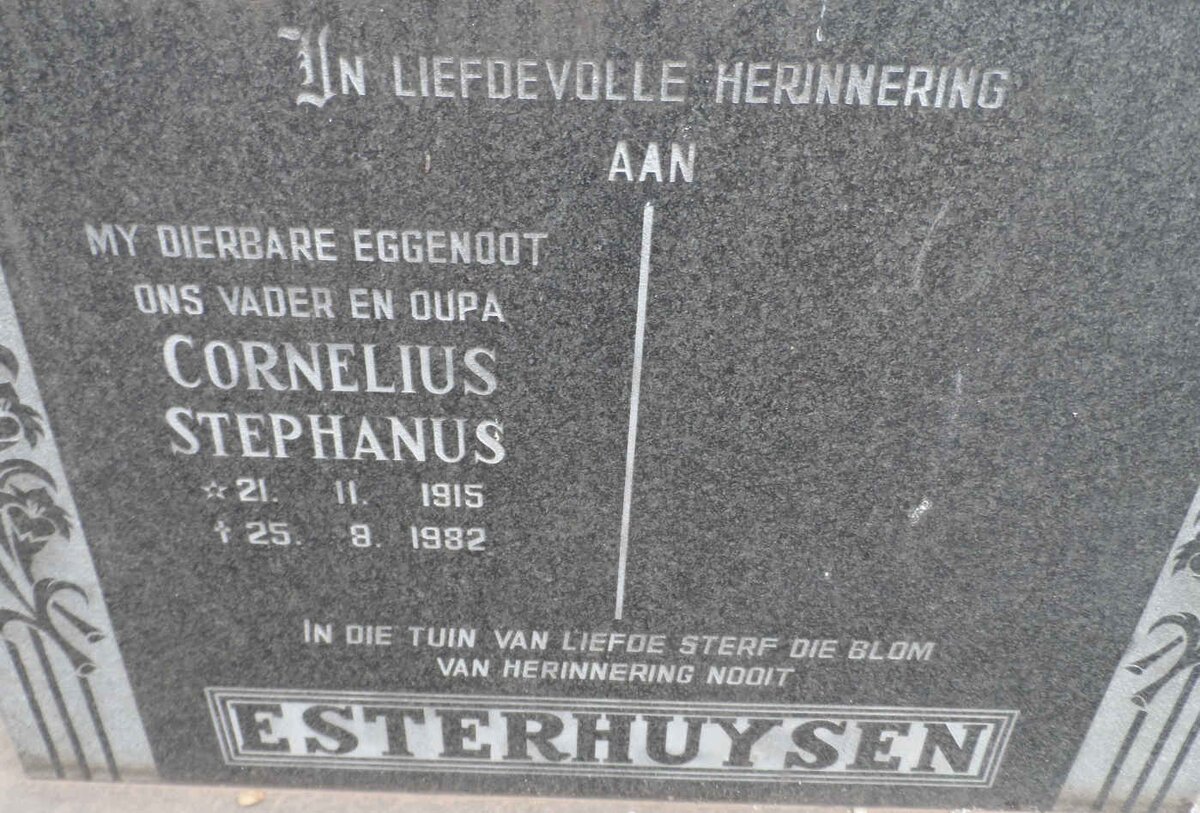 IN LIEFDEVOLLE HERINNERING
AAN
MY DIERBARE EGGENOOT
ONS VADER EN OUPA
CORNELIUS
STEPHANUS
☆ 21. 11. 1915
✝ 25. 8. 1982
IN DIE TUIN VAN LIEFDE STERF DIE BLOM
VAN HERINNERING NOOIT
ESTERHUYSEN